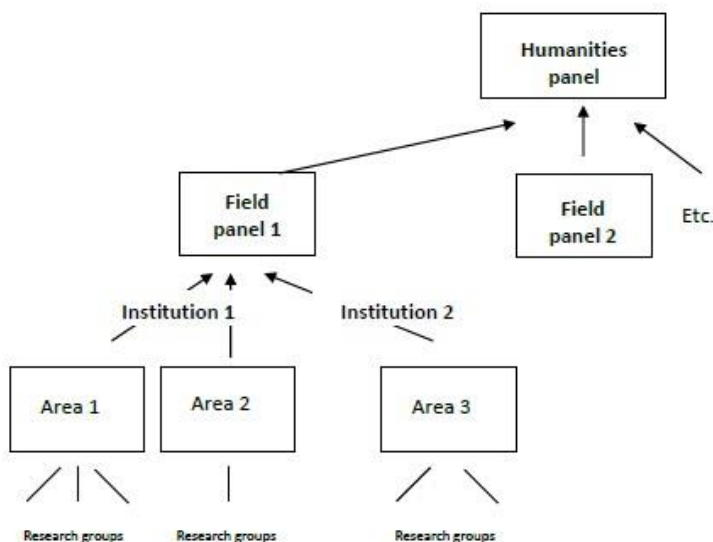 Humanities
panel
Field
panel 1
Field
panel 2
Etc.
Institution 1
Institution 2
Area 1
Area 2
Area 3
Research groups
Research groups
Research groups